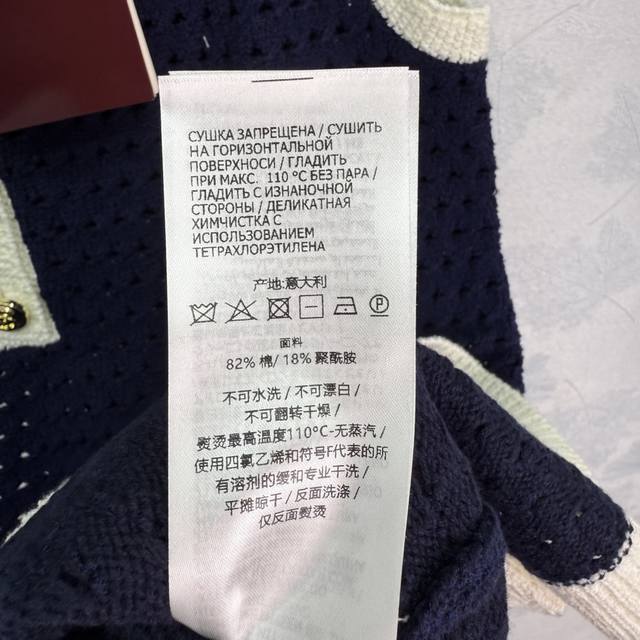 СУШКА ЗАПРЕЩЕНА / СУШИТЬ
НА ГОРИЗОНТАЛЬНОЙ
ПОВЕРХНОСИ / ГЛАДИТЬ
ПРИ МАКС. 110 °C БЕЗ ПАРА /
ГЛАДИТЬ С ИЗНАНОЧНОЙ
СТОРОНЫ / ДЕЛИКАТНАЯ
ХИМЧИСТКА С
ИСПОЛЬЗОВАНИЕМ
ТЕТРАХЛОРЭТИЛЕНА
产地:意大利
P
面料
82% 棉/ 18% 聚酰胺
不可水洗 / 不可漂白 /
不可翻转干燥 /
熨烫最高温度110°C-无蒸汽 /
使用四氯乙烯和符号F代表的所
有溶剂的缓和专业干洗 /
平摊晾干 / 反面洗涤 /
仅反面熨烫